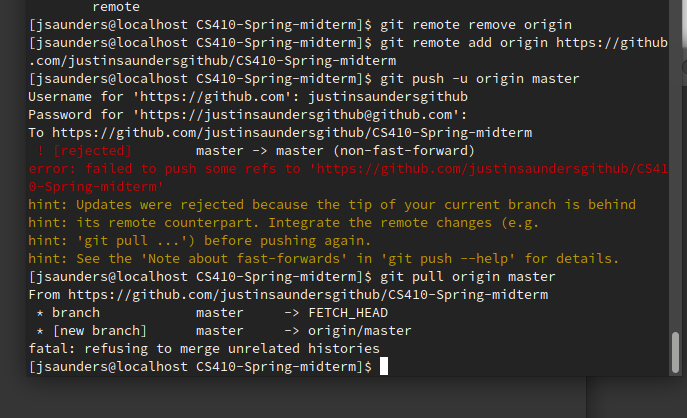 remote
[jsaunders@localhost CS410-Spring-midterm]$ git remote remove origin
[jsaunders@localhost CS410-Spring-midterm]$ git remote add origin https://github
.com/justinsaundersgithub/CS410-Spring-midterm
[jsaunders@localhost CS410-Spring-midterm]$ git push -u origin master
Username for 'https://github.com': justinsaundersgithub
Password for 'https://justinsaundersgithub@github.com':
To https://github.com/justinsaundersgithub/CS410-Spring-midterm
 ! [rejected]        master -> master (non-fast-forward)
error: failed to push some refs to 'https://github.com/justinsaundersgithub/CS41
0-Spring-midterm'
hint: Updates were rejected because the tip of your current branch is behind
hint: its remote counterpart. Integrate the remote changes (e.g.
hint: 'git pull ...') before pushing again.
hint: See the 'Note about fast-forwards' in 'git push --help' for details.
[jsaunders@localhost CS410-Spring-midterm]$ git pull origin master
From https://github.com/justinsaundersgithub/CS410-Spring-midterm
 * branch            master     -> FETCH_HEAD
 * [new branch]      master     -> origin/master
fatal: refusing to merge unrelated histories
[jsaunders@localhost CS410-Spring-midterm]$